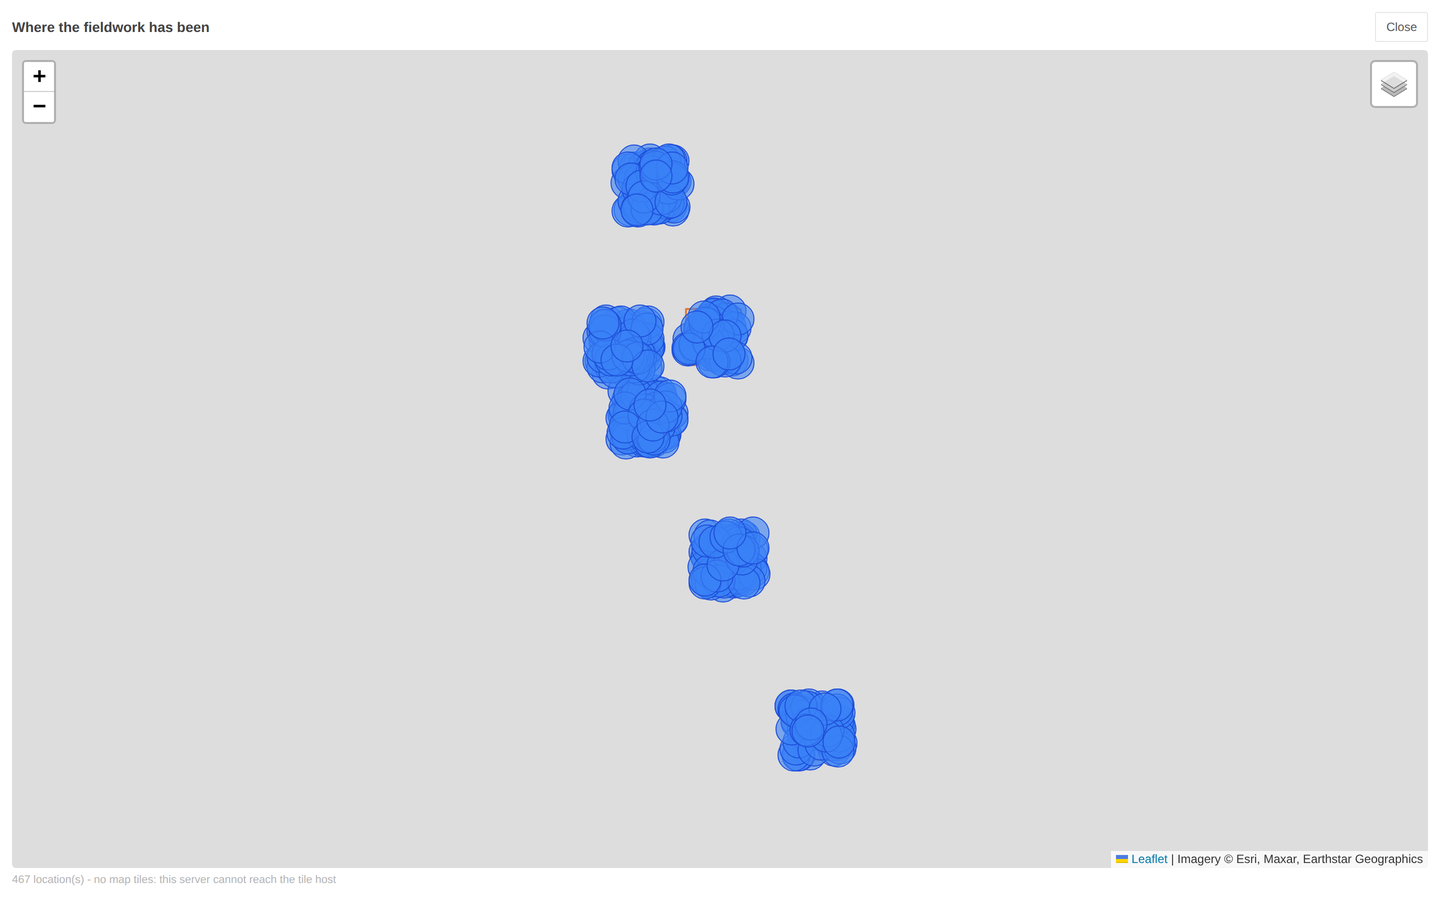 Where the fieldwork has been
Close
+
−
Leaflet | Imagery © Esri, Maxar, Earthstar Geographics
467 location(s) - no map tiles: this server cannot reach the tile host